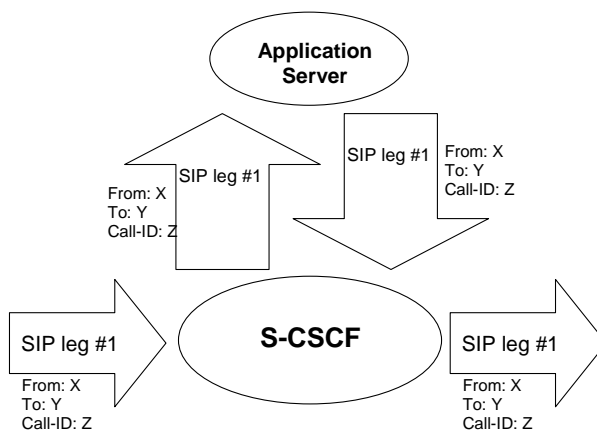 Application
Server
SIP leg #1
From: X
To: Y
Call-ID: Z
SIP leg #1
From: X
To: Y
Call-ID: Z
S-CSCF
SIP leg #1
From: X
To: Y
Call-ID: Z
SIP leg #1
From: X
To: Y
Call-ID: Z